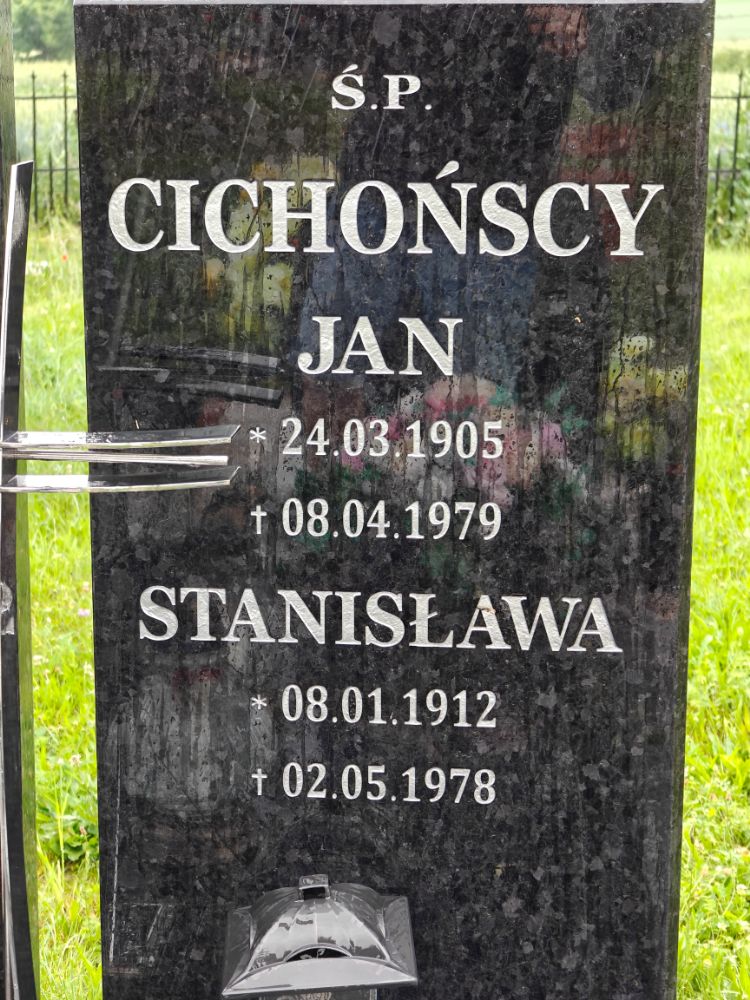 Ś.P.
CICHOŃSCY
JAN
* 24.03.1905
† 08.04.1979
STANISŁAWA
* 08.01.1912
† 02.05.1978